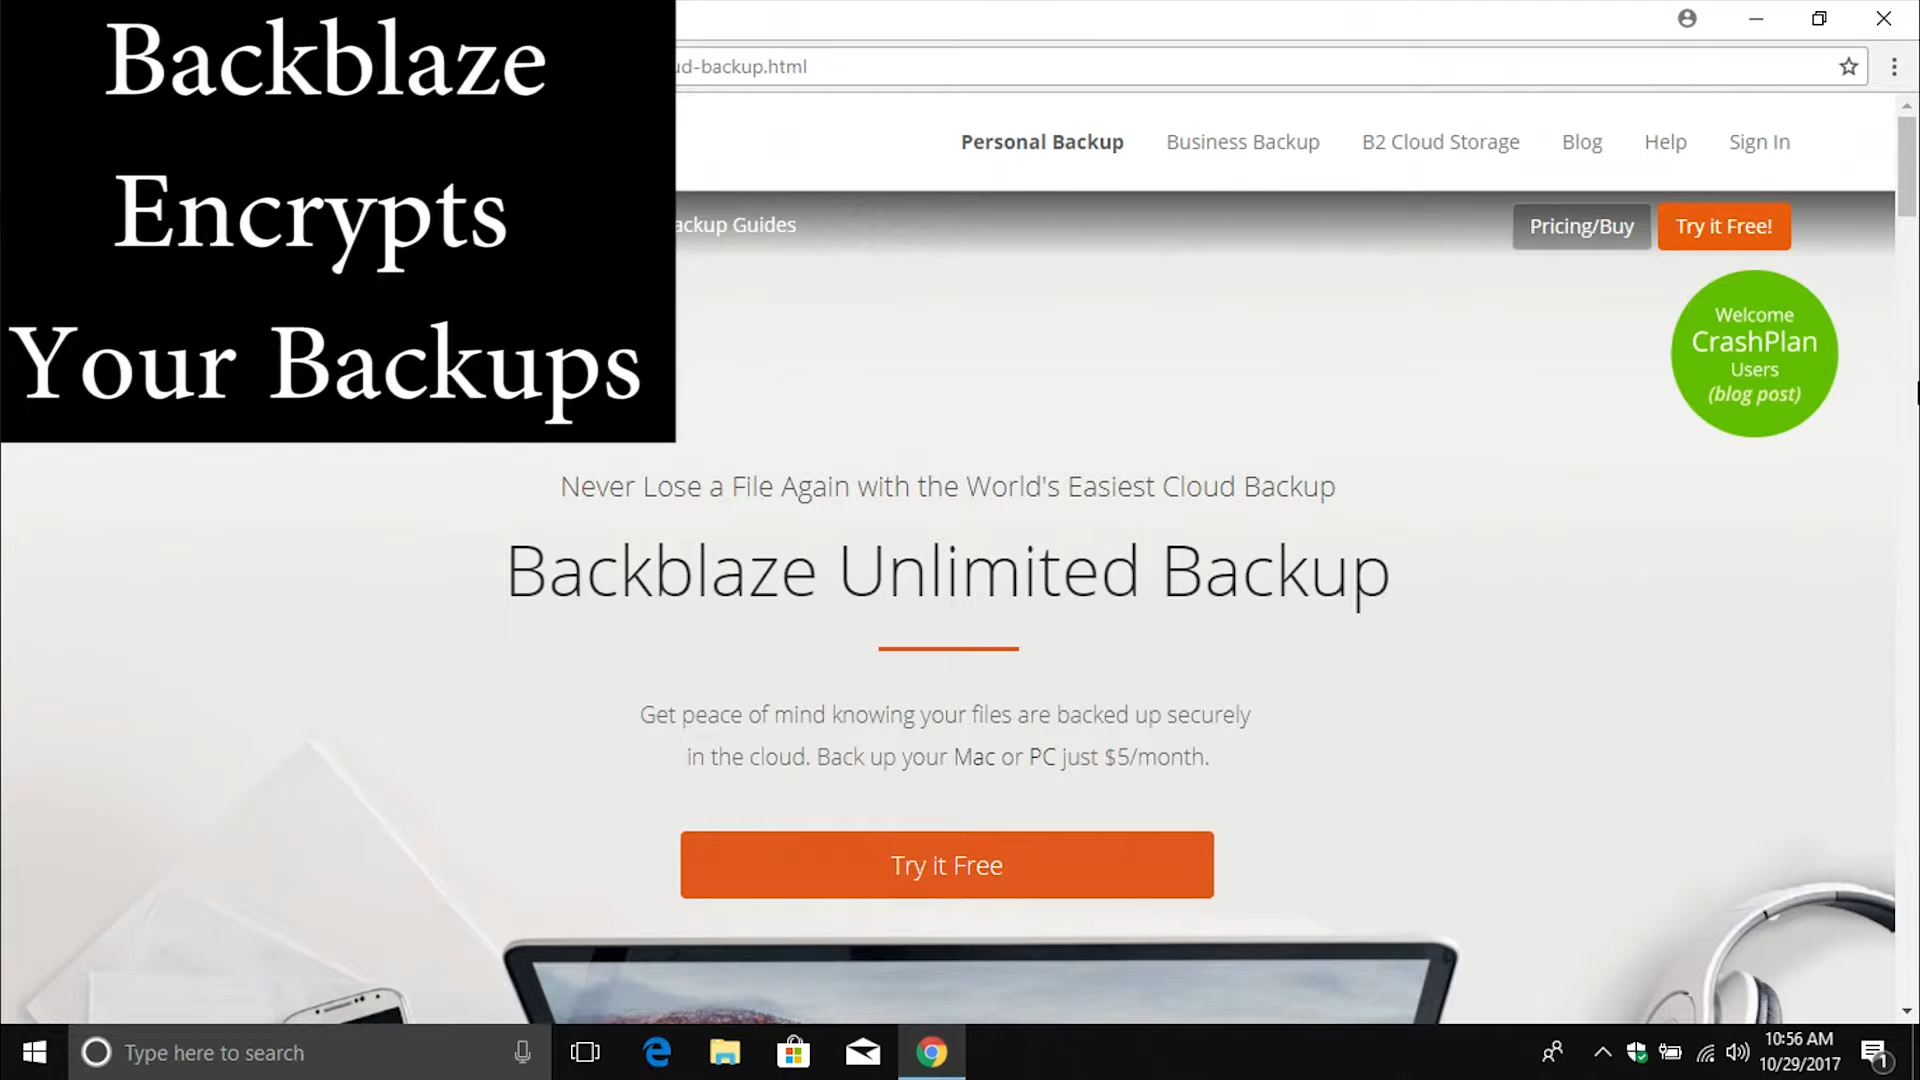 Backblaze
Encrypts
Your Backups
ud-backup.html
Personal Backup Business Backup B2 Cloud Storage Blog Help Sign In
ackup Guides
Pricing/Buy Try it Free!
Welcome
CrashPlan
Users
(blog post)
Never Lose a File Again with the World's Easiest Cloud Backup
Backblaze Unlimited Backup
Get peace of mind knowing your files are backed up securely
in the cloud. Back up your Mac or PC just $5/month.
Try it Free
Type here to search
10:56 AM
10/29/2017
1